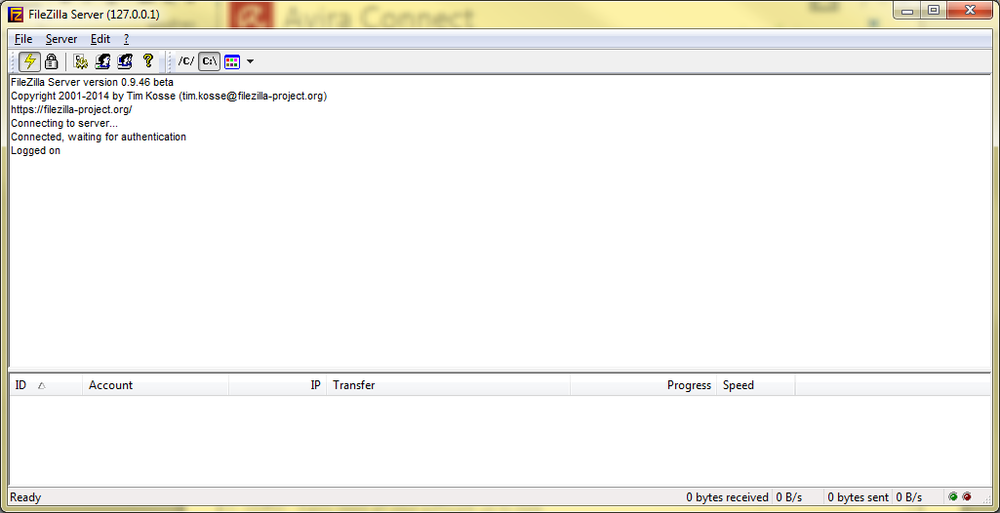 FileZilla Server (127.0.0.1)
Avira Connect
File Server Edit ?
/C/ C:\
FileZilla Server version 0.9.46 beta
Copyright 2001-2014 by Tim Kosse (tim.kosse@filezilla-project.org)
https://filezilla-project.org/
Connecting to server...
Connected, waiting for authentication
Logged on
ID Account IP Transfer Progress Speed
Ready 0 bytes received 0 B/s 0 bytes sent 0 B/s